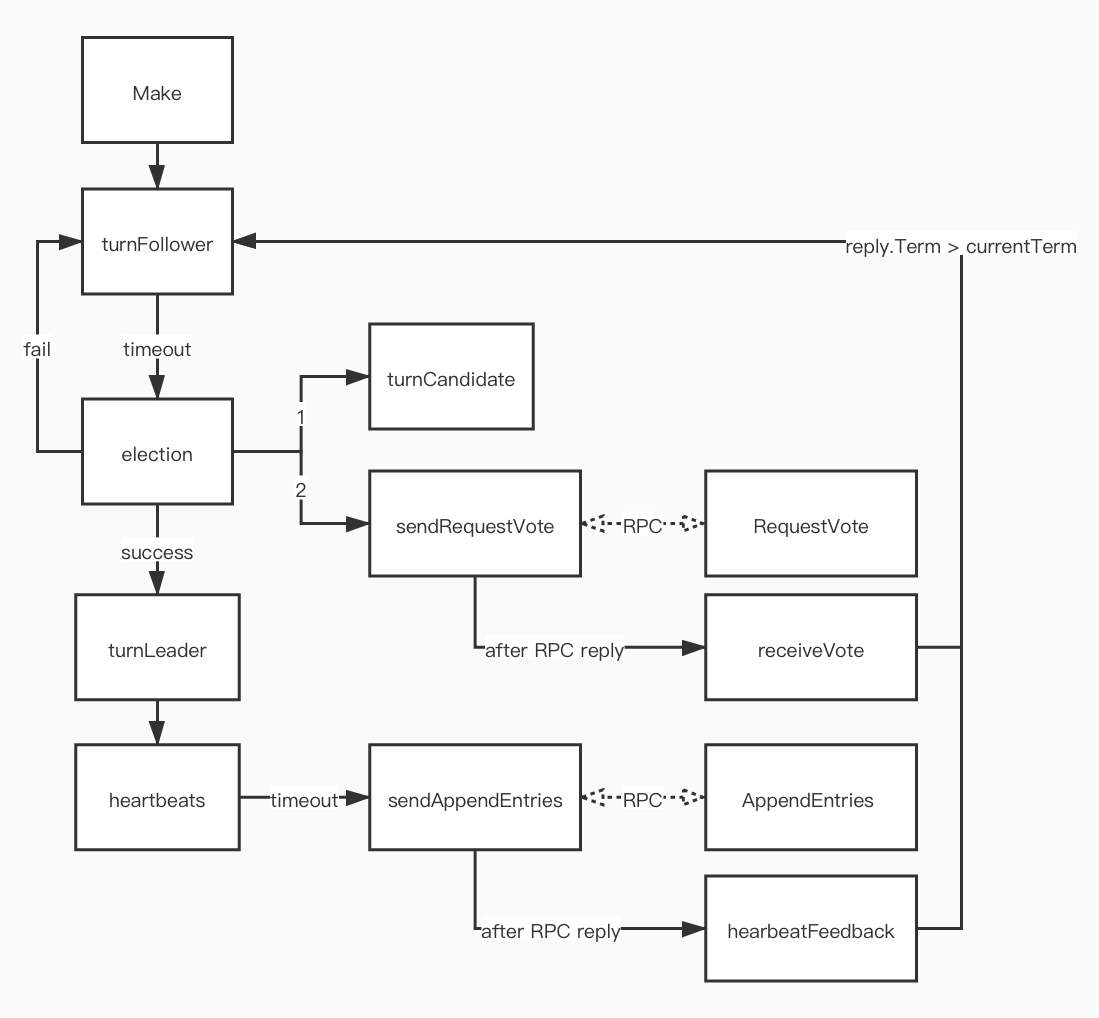 Make
turnFollower
reply.Term > currentTerm
fail
timeout
turnCandidate
1
election
2
sendRequestVote
RPC
RequestVote
success
turnLeader
after RPC reply
receiveVote
heartbeats
timeout
sendAppendEntries
RPC
AppendEntries
after RPC reply
hearbeatFeedback